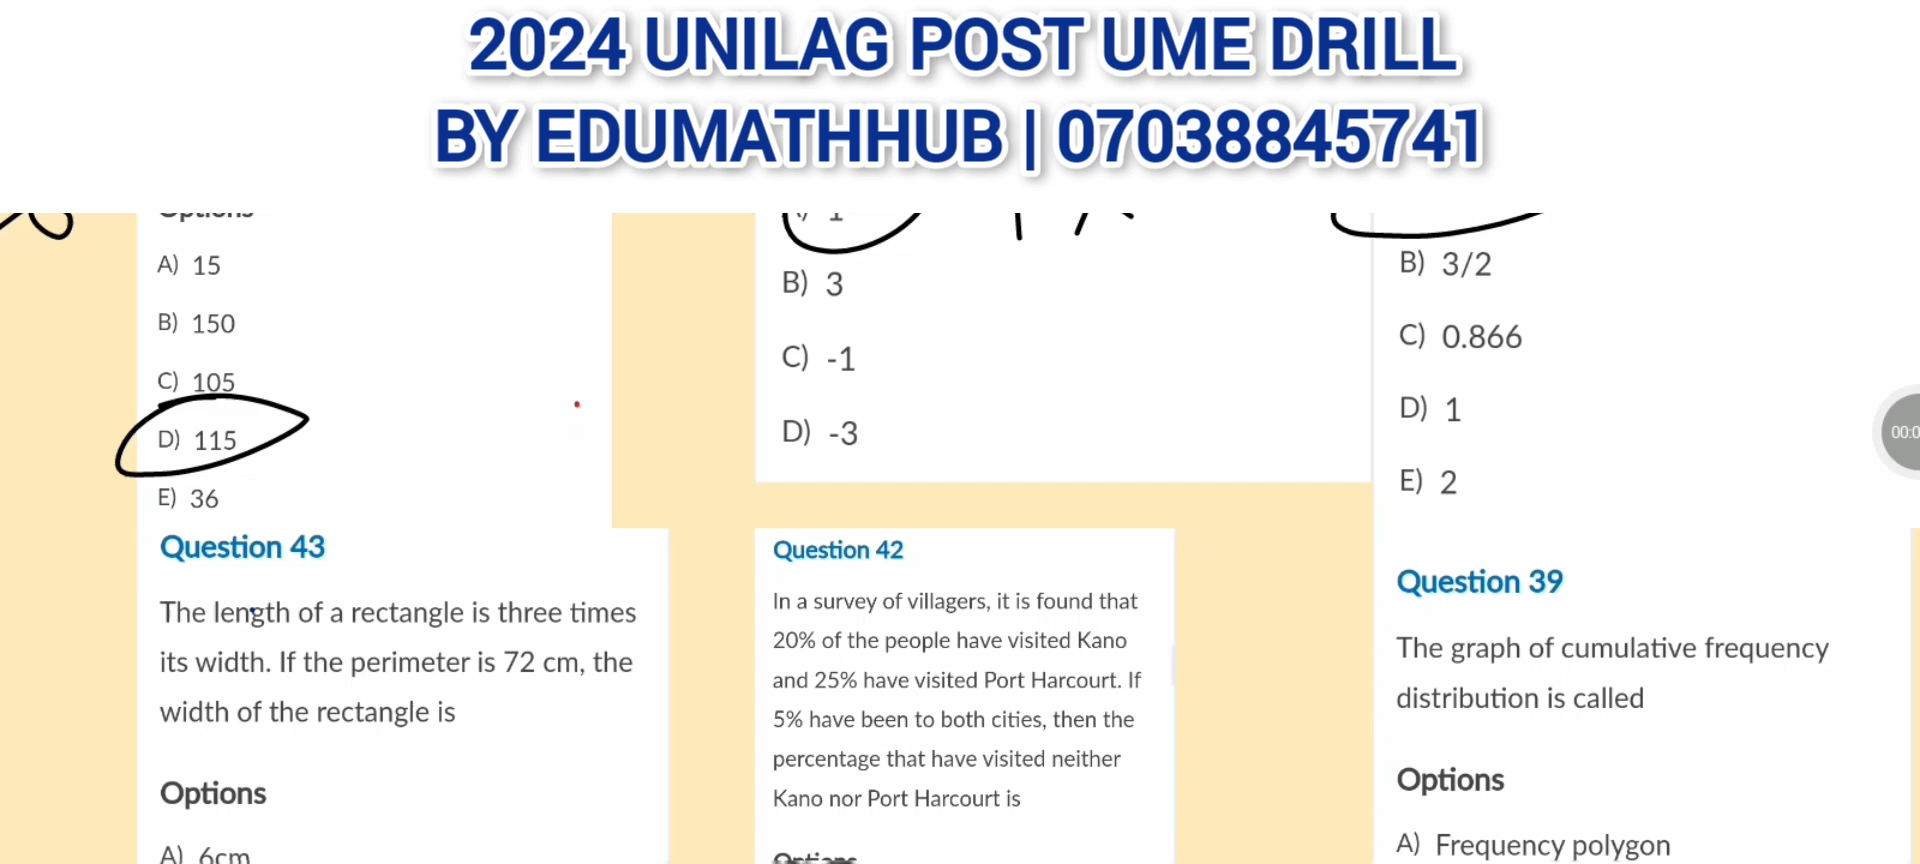 2024 UNILAG POST UME DRILL
BY EDUMATHHUB | 07038845741
Options
A) 15
B) 150
C) 105
D) 115
E) 36
Question 43
The length of a rectangle is three times
its width. If the perimeter is 72 cm, the
width of the rectangle is
Options
A) 6cm
1
B) 3
C) -1
D) -3
Question 42
In a survey of villagers, it is found that
20% of the people have visited Kano
and 25% have visited Port Harcourt. If
5% have been to both cities, then the
percentage that have visited neither
Kano nor Port Harcourt is
Options
B) 3/2
C) 0.866
D) 1
E) 2
Question 39
The graph of cumulative frequency
distribution is called
Options
A) Frequency polygon
00:0